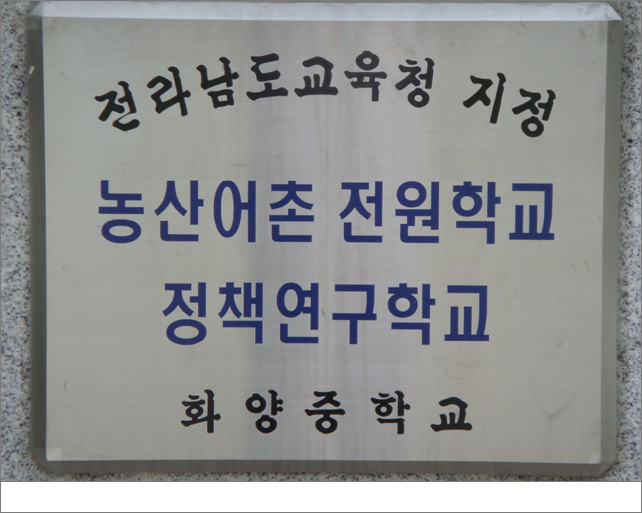 전라남도교육청 지정
농산어촌 전원학교
정책연구학교
화양중학교